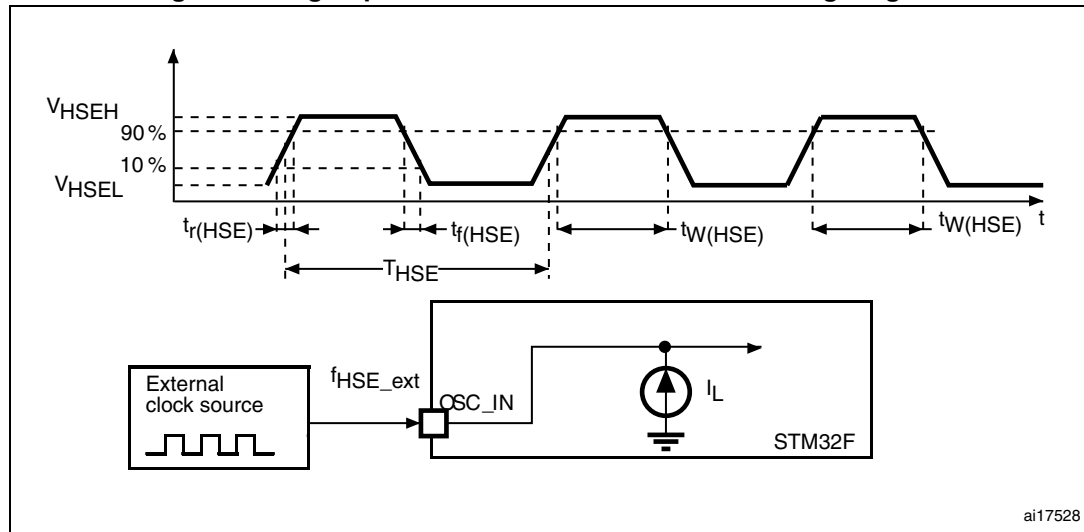 VHSEH
90 %
10 %
VHSEL
tr(HSE)
tf(HSE)
tW(HSE)
tW(HSE)
t
THSE
External
clock source
fHSE_ext
OSC_IN
IL
STM32F
ai17528